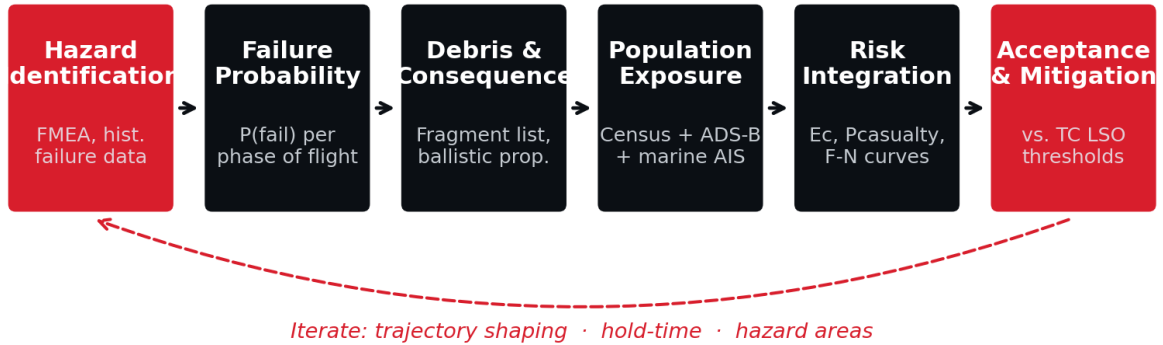 Hazard
Identification
FMEA, hist.
failure data
Failure
Probability
P(fail) per
phase of flight
Debris &
Consequence
Fragment list,
ballistic prop.
Population
Exposure
Census + ADS-B
+ marine AIS
Risk
Integration
Ec, Pcasualty,
F-N curves
Acceptance
& Mitigation
vs. TC LSO
thresholds
Iterate: trajectory shaping · hold-time · hazard areas